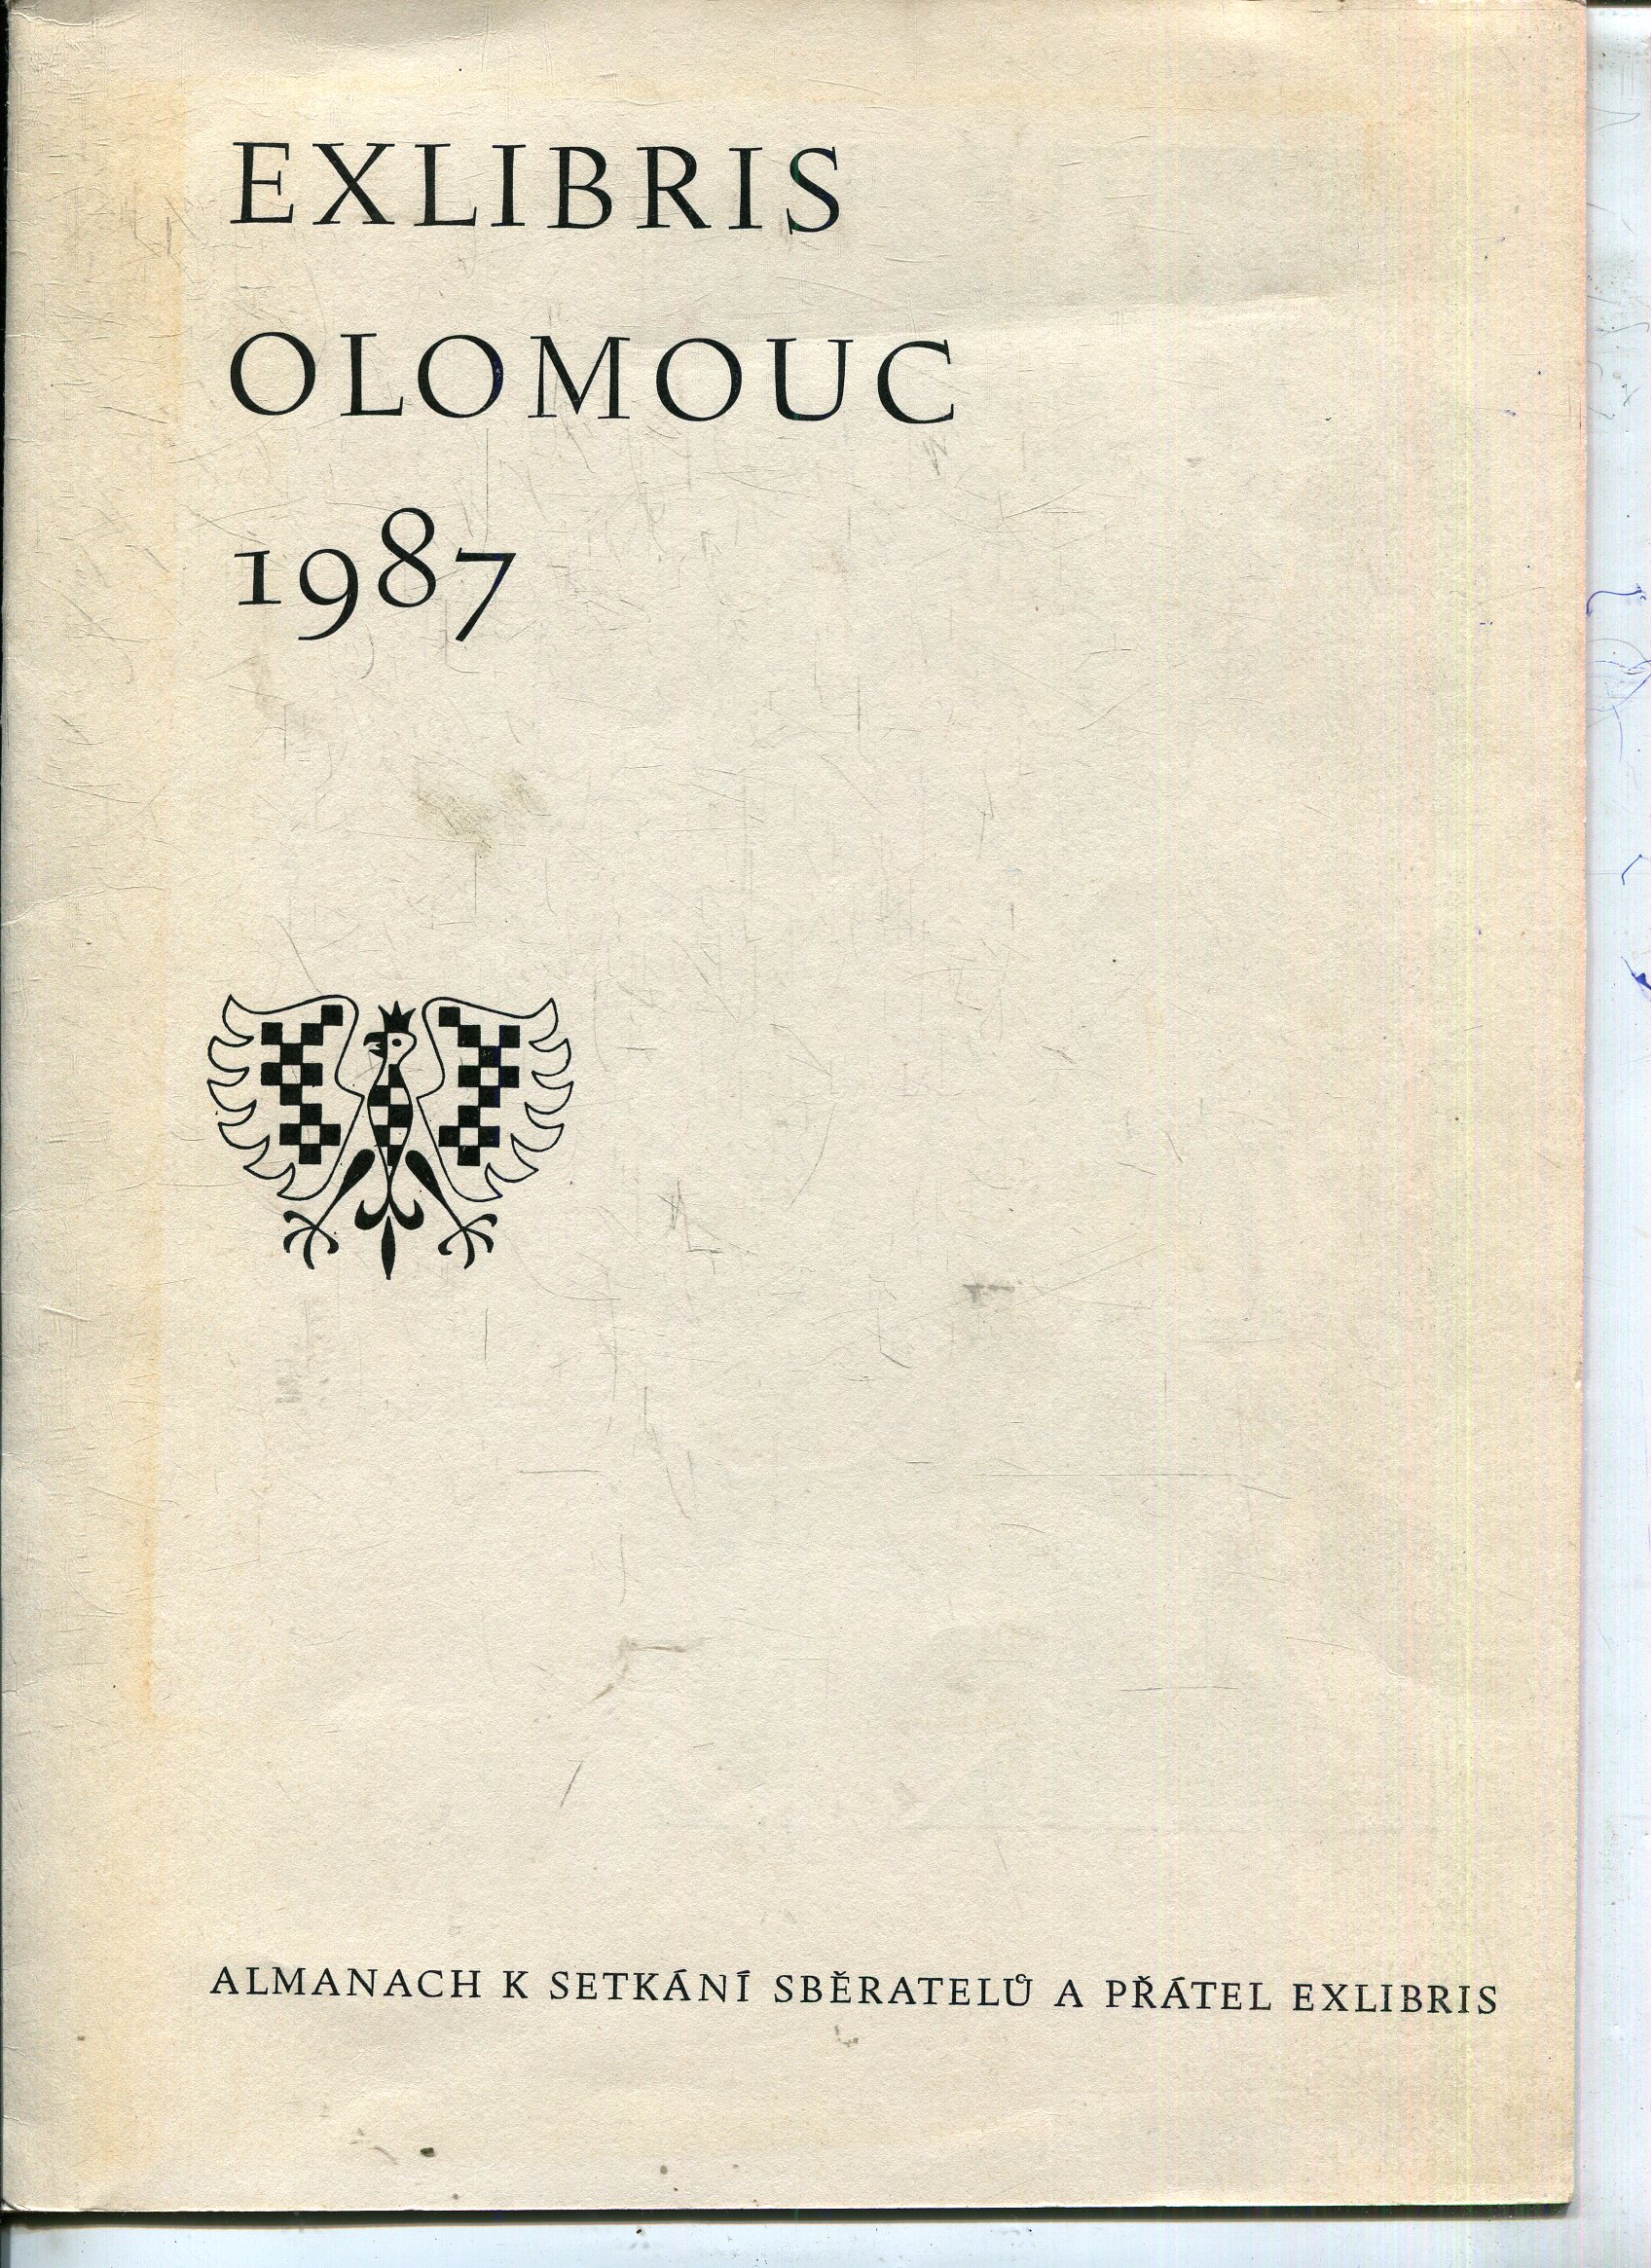 EXLIBRIS
OLOMOUC
1987
ALMANACH K SETKÁNÍ SBĚRATELŮ A PŘÁTEL EXLIBRIS